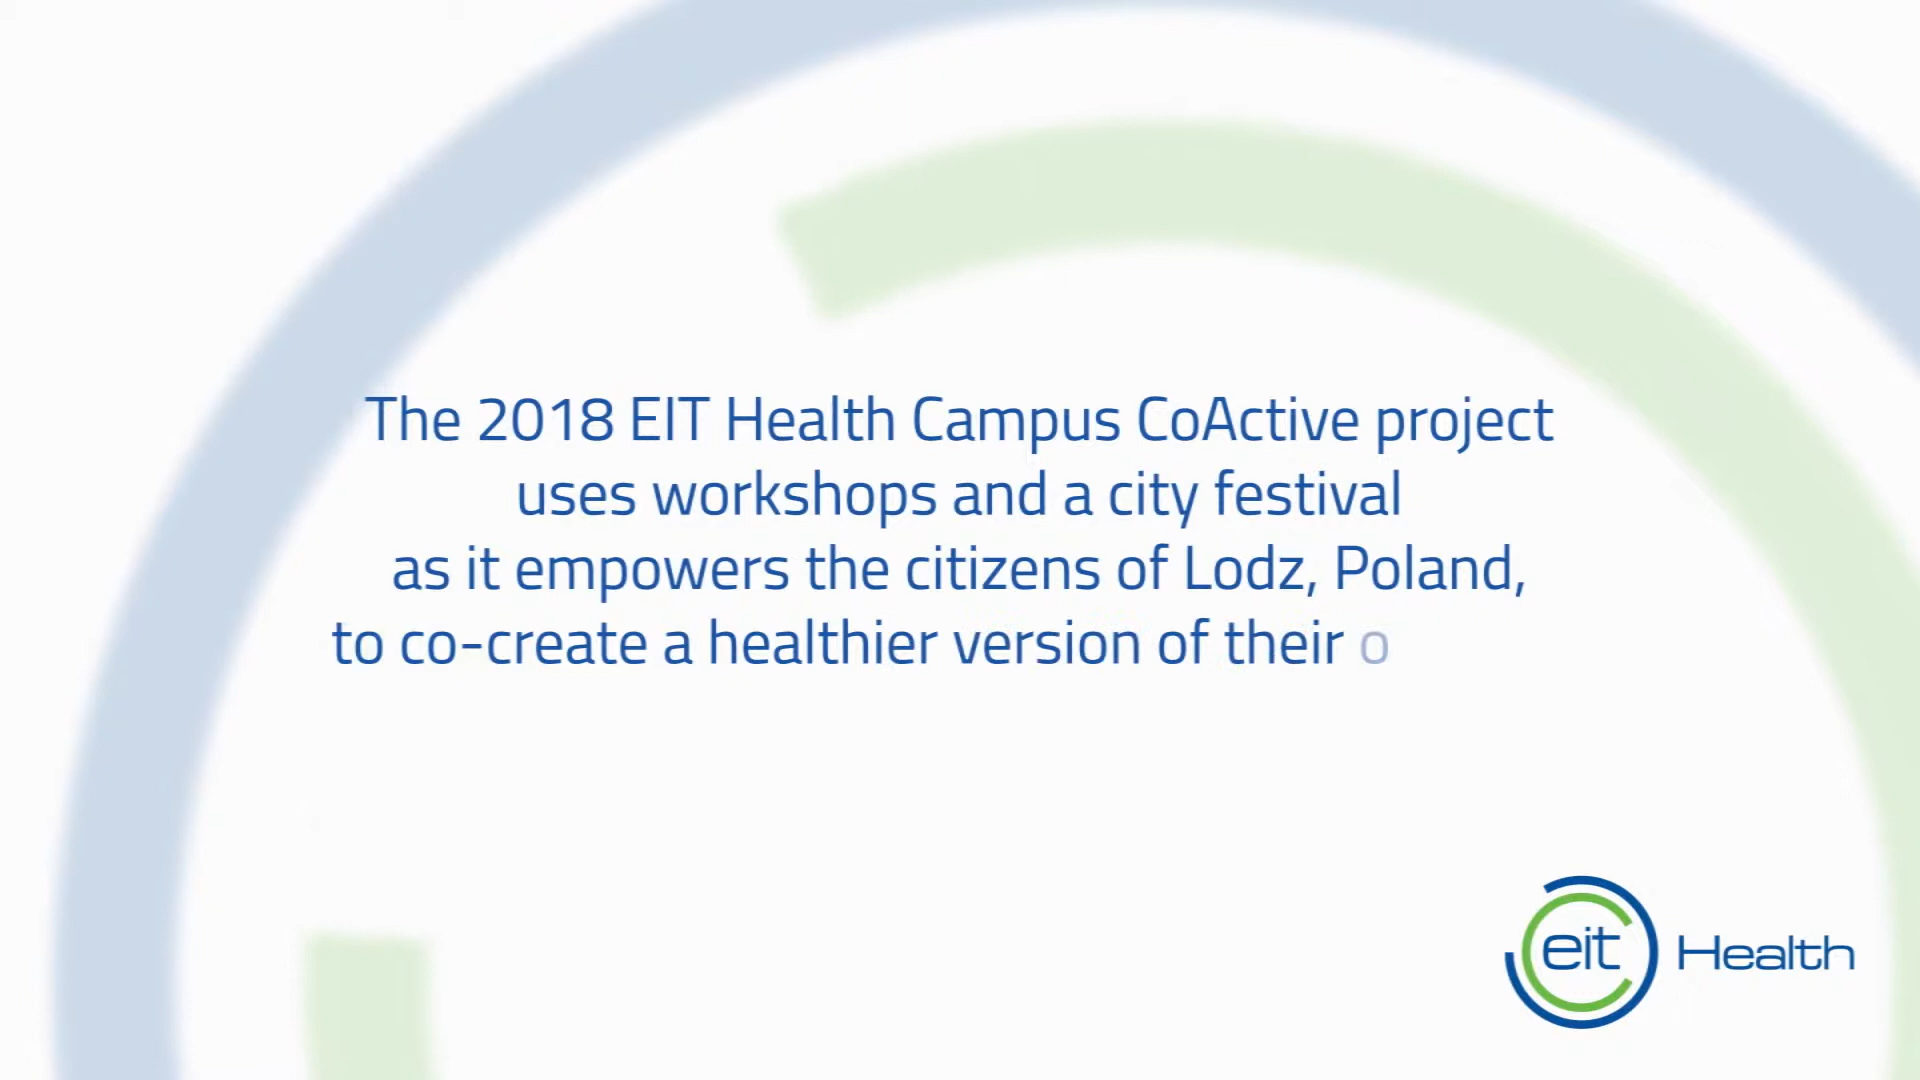 The 2018 EIT Health Campus CoActive project
uses workshops and a city festival
as it empowers the citizens of Lodz, Poland,
to co-create a healthier version of their o
eit Health